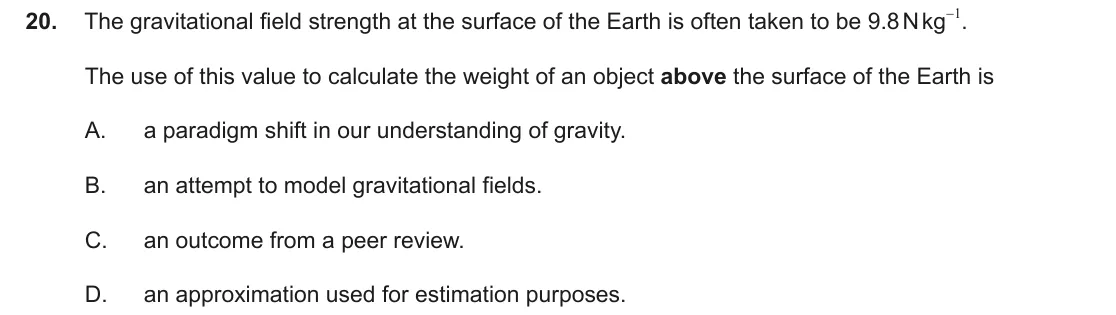 20. The gravitational field strength at the surface of the Earth is often taken to be 9.8 N kg⁻¹.
The use of this value to calculate the weight of an object above the surface of the Earth is
A. a paradigm shift in our understanding of gravity.
B. an attempt to model gravitational fields.
C. an outcome from a peer review.
D. an approximation used for estimation purposes.